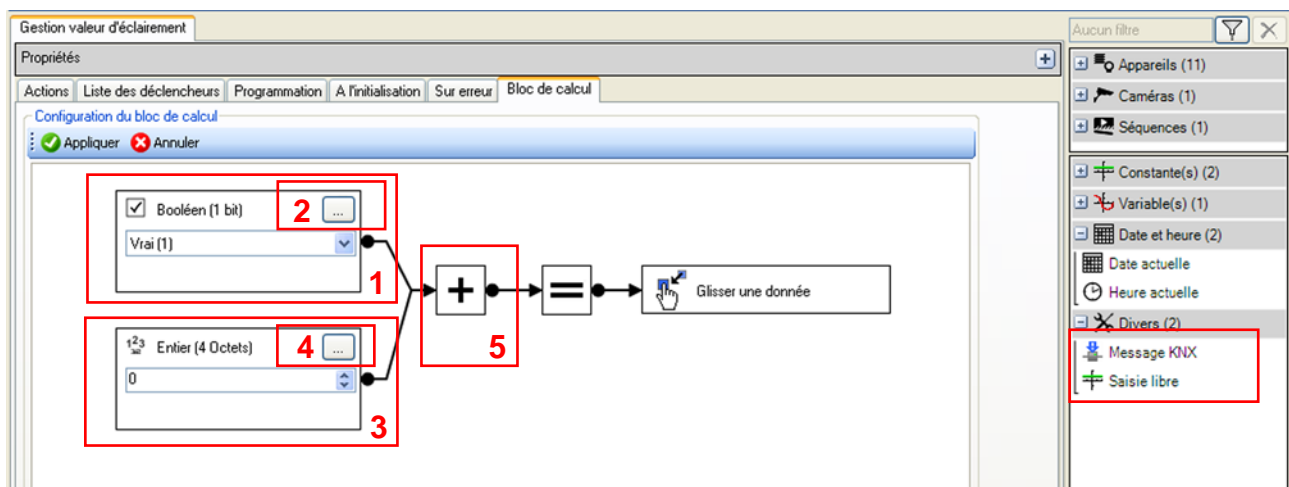 Gestion valeur d'éclairement
Propriétés
Actions Liste des déclencheurs Programmation A l'initialisation Sur erreur Bloc de calcul
Configuration du bloc de calcul
Appliquer Annuler
Booléen (1 bit) 2 ...
Vrai (1)
1
+ = Glisser une donnée
5
123 Entier (4 Octets) 4 ...
0
3
Aucun filtre
Appareils (11)
Caméras (1)
Séquences (1)
Constante(s) (2)
Variable(s) (1)
Date et heure (2)
Date actuelle
Heure actuelle
Divers (2)
Message KNX
Saisie libre